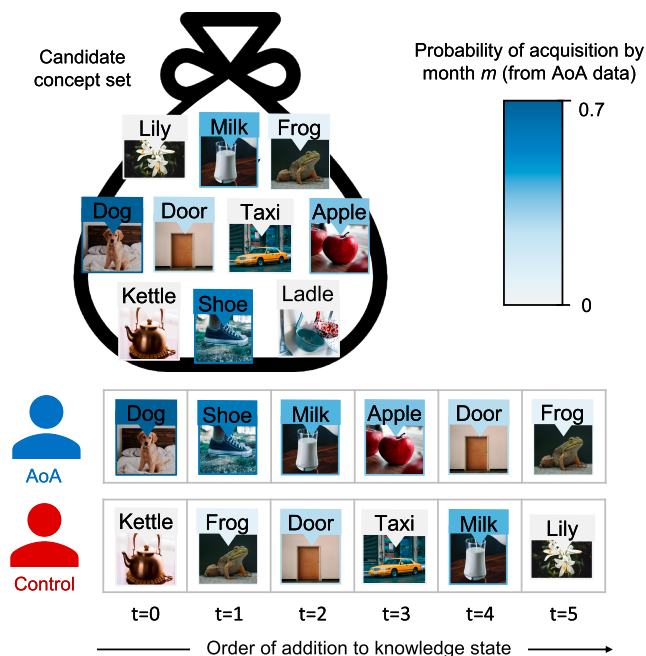 Candidate
concept set
Probability of acquisition by
month m (from AoA data)
0.7
0
Lily
Milk
Frog
Dog
Door
Taxi
Apple
Kettle
Shoe
Ladle
AoA
Dog
Shoe
Milk
Apple
Door
Frog
Control
Kettle
Frog
Door
Taxi
Milk
Lily
t=0
t=1
t=2
t=3
t=4
t=5
Order of addition to knowledge state